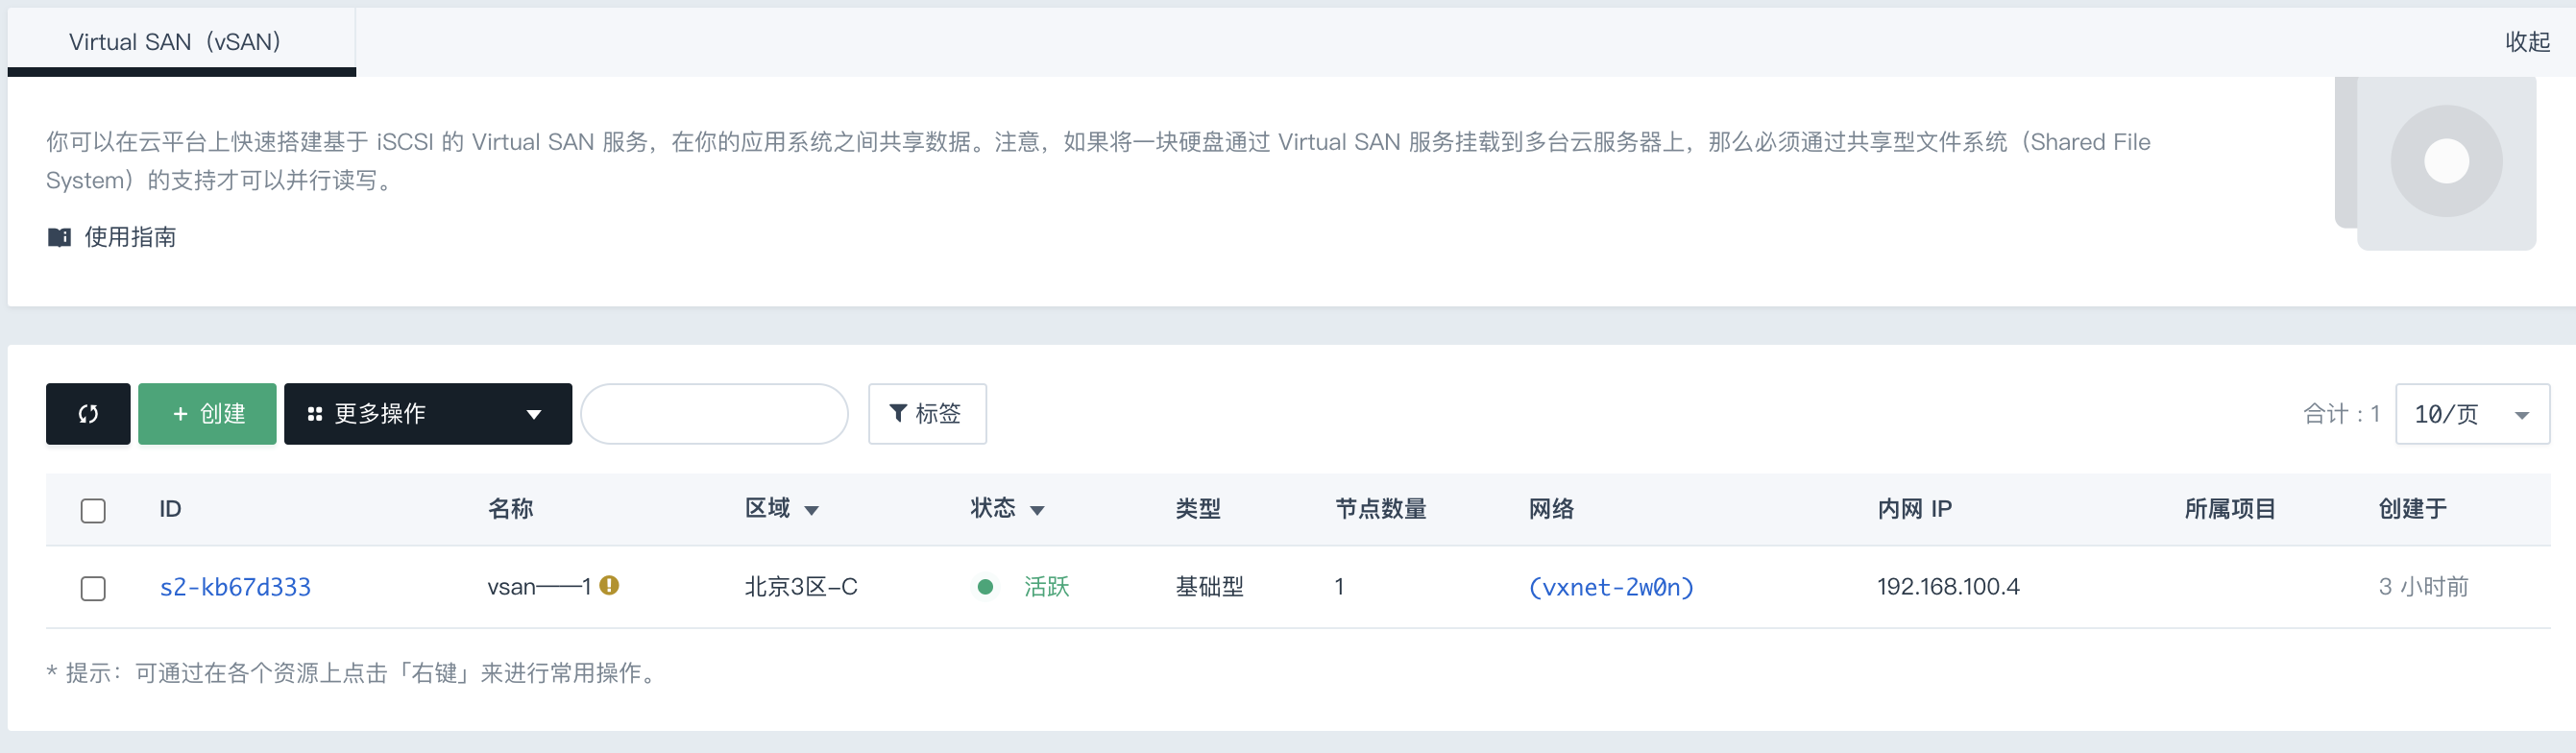 Virtual SAN（vSAN）
收起
你可以在云平台上快速搭建基于 iSCSI 的 Virtual SAN 服务，在你的应用系统之间共享数据。注意，如果将一块硬盘通过 Virtual SAN 服务挂载到多台云服务器上，那么必须通过共享型文件系统（Shared File
System）的支持才可以并行读写。
使用指南
+ 创建 更多操作 标签 合计：1 10/页
ID 名称 区域 状态 类型 节点数量 网络 内网 IP 所属项目 创建于
s2-kb67d333 vsan——1 北京3区-C 活跃 基础型 1 (vxnet-2w0n) 192.168.100.4 3 小时前
* 提示：可通过在各个资源上点击「右键」来进行常用操作。